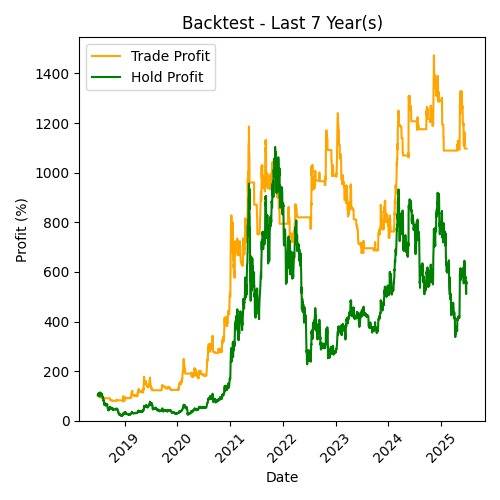 Backtest - Last 7 Year(s)
Trade Profit
Hold Profit
Profit (%)
1400
1200
1000
800
600
400
200
0
2019 2020 2021 2022 2023 2024 2025
Date